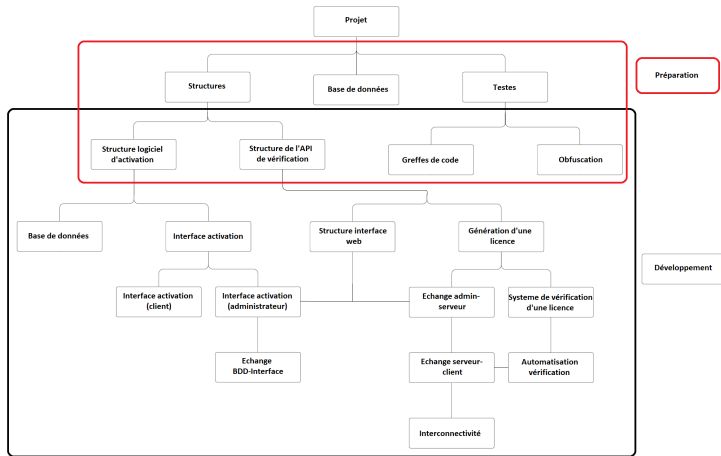 Projet
Préparation
Structures
Base de données
Testes
Structure logiciel
d'activation
Structure de l'API
de vérification
Greffes de code
Obfuscation
Base de données
Interface activation
Structure interface
web
Génération d'une
licence
Développement
Interface activation
(client)
Interface activation
(administrateur)
Echange admin-
serveur
Systeme de vérification
d'une licence
Echange
BDD-Interface
Echange serveur-
client
Automatisation
vérification
Interconnectivité